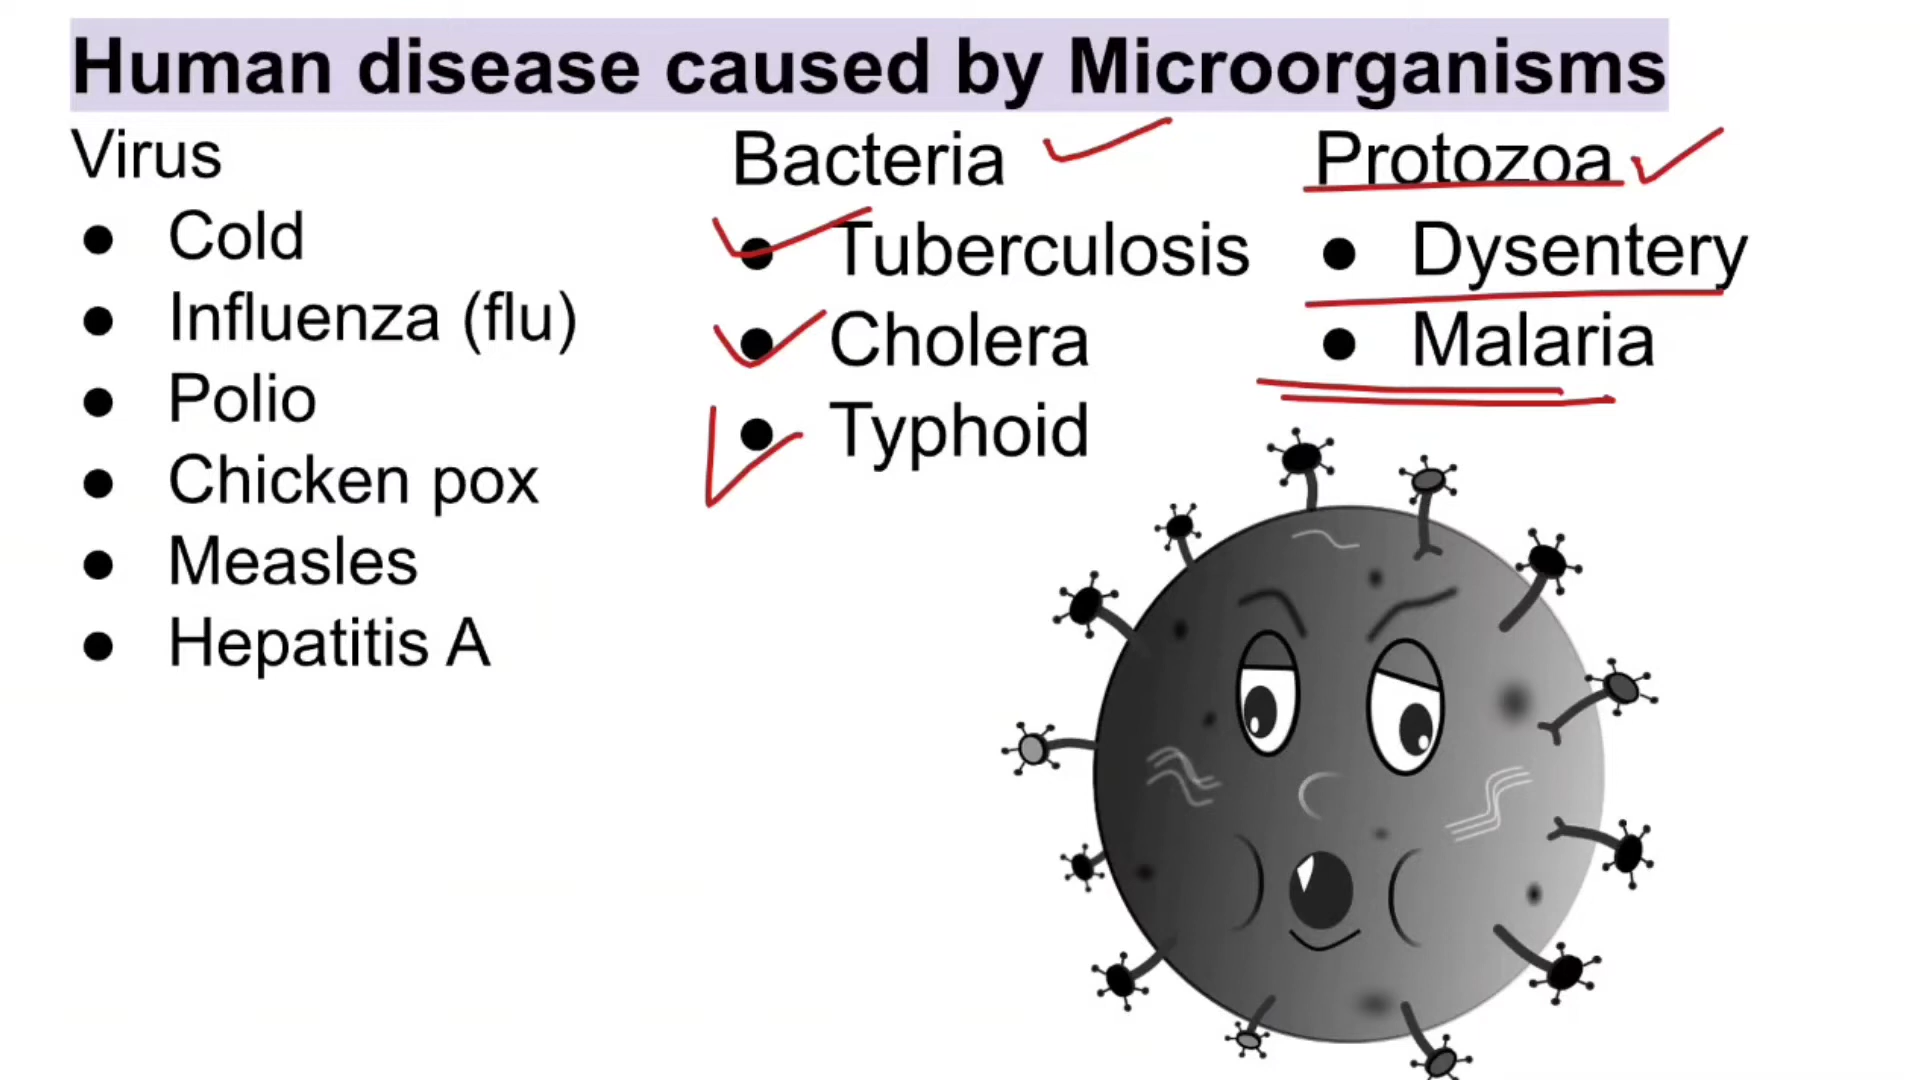 Human disease caused by Microorganisms
Virus
● Cold
● Influenza (flu)
● Polio
● Chicken pox
● Measles
● Hepatitis A
Bacteria
● Tuberculosis
● Cholera
● Typhoid
Protozoa
● Dysentery
● Malaria